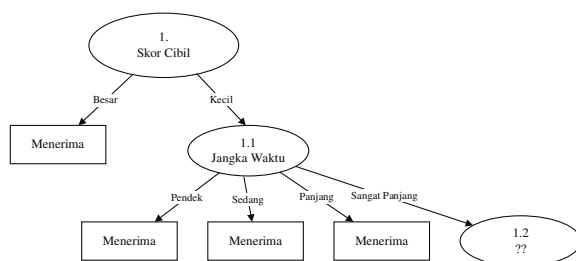 1.
Skor Cibil
Besar
Kecil
Menerima
1.1
Jangka Waktu
Pendek
Sedang
Panjang
Sangat Panjang
Menerima
Menerima
Menerima
1.2
??